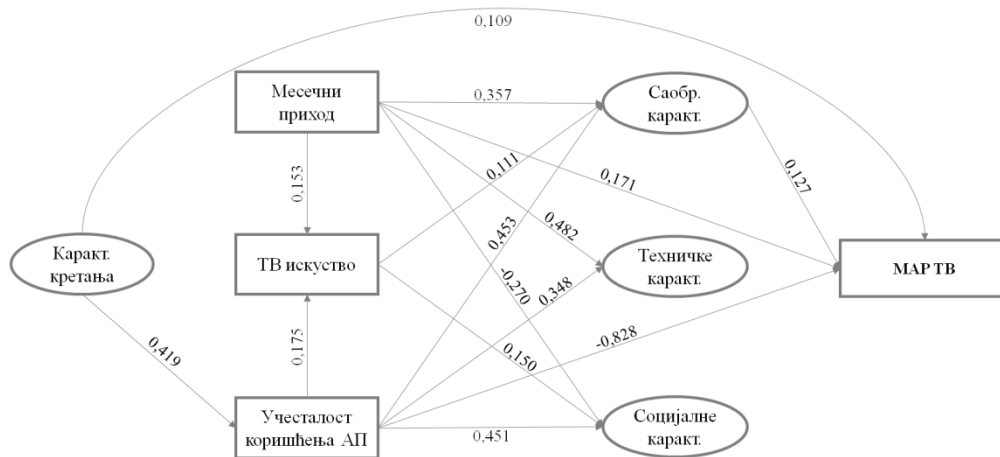 0,109
Месечни
приход
0,357
Саобр.
каракт.
0,153
0,111
0,171
0,127
0,453
0,482
Каракт.
кретања
ТВ искуство
Техничке
каракт.
МАР ТВ
-0,270
0,348
0,175
-0,828
0,419
0,150
Учесталост
коришћења АП
0,451
Социјалне
каракт.